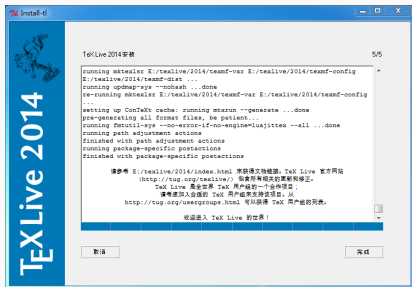 Install-tl
TeX Live 2014
TeX Live 2014 安装
5/5
running mktexlsr E:/texlive/2014/texmf-var E:/texlive/2014/texmf-config
E:/texlive/2014/texmf-dist ...
running updmap-sys --nohash ...done
re-running mktexlsr E:/texlive/2014/texmf-var E:/texlive/2014/texmf-config
...
setting up ConTeXt cache: running mtxrun --generate ...done
pre-generating all format files, be patient...
running fmtutil-sys --no-error-if-no-engine=luajittex --all ...done
running path adjustment actions
finished with path adjustment actions
running package-specific postactions
finished with package-specific postactions
请参考 E:/texlive/2014/index.html 来获得文档链接。TeX Live 官方网站
(http://tug.org/texlive/) 包含所有相关的更新和修正。
TeX Live 是全世界 TeX 用户组的一个合作项目；
请考虑加入合适的 TeX 用户组来支持该项目。从
http://tug.org/usergroups.html 可以获得 TeX 用户组的列表。
欢迎进入 TeX Live 的世界！
取消
完成